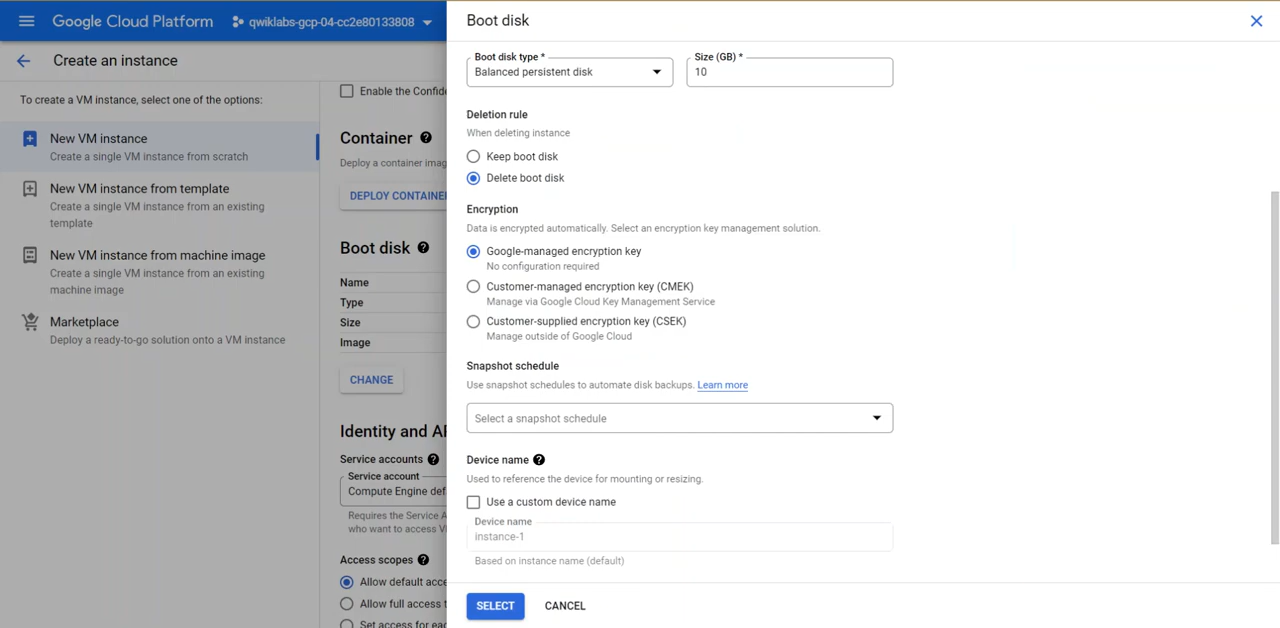 Google Cloud Platform
qwiklabs-gcp-04-cc2e80133808
Create an instance
To create a VM instance, select one of the options:
New VM instance
Create a single VM instance from scratch
New VM instance from template
Create a single VM instance from an existing
template
New VM instance from machine image
Create a single VM instance from an existing
machine image
Marketplace
Deploy a ready-to-go solution onto a VM instance
Enable the Confide
Container
Deploy a container imag
DEPLOY CONTAINE
Boot disk
Name
Type
Size
Image
CHANGE
Identity and AP
Service accounts
Service account
Compute Engine def
Requires the Service A
who want to access V
Access scopes
Allow default acce
Allow full access t
Set access for eac
Boot disk
Boot disk type *
Balanced persistent disk
Size (GB) *
10
Deletion rule
When deleting instance
Keep boot disk
Delete boot disk
Encryption
Data is encrypted automatically. Select an encryption key management solution.
Google-managed encryption key
No configuration required
Customer-managed encryption key (CMEK)
Manage via Google Cloud Key Management Service
Customer-supplied encryption key (CSEK)
Manage outside of Google Cloud
Snapshot schedule
Use snapshot schedules to automate disk backups. Learn more
Select a snapshot schedule
Device name
Used to reference the device for mounting or resizing.
Use a custom device name
Device name
instance-1
Based on instance name (default)
SELECT
CANCEL